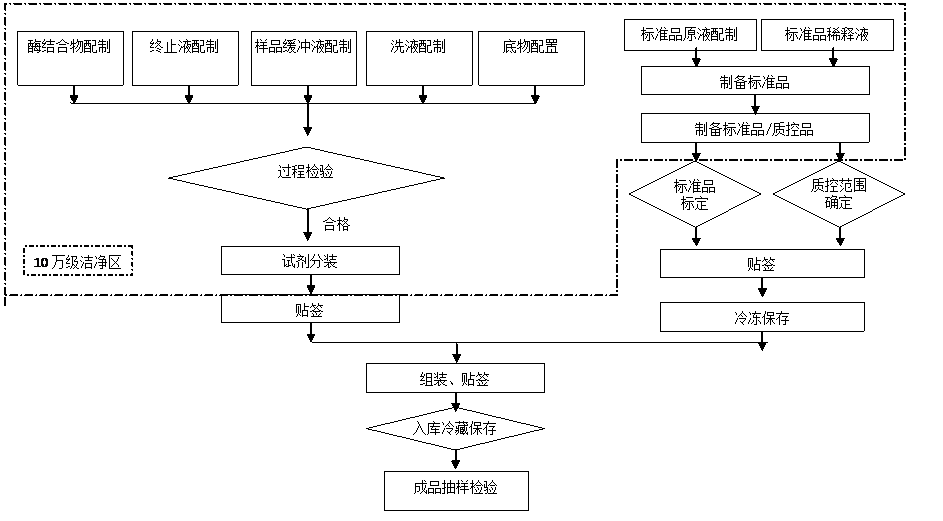 酶结合物配制
终止液配制
样品缓冲液配制
洗液配制
底物配置
标准品原液配制
标准品稀释液
制备标准品
制备标准品/质控品
过程检验
标准品
标定
质控范围
确定
合格
10万级洁净区
试剂分装
贴签
贴签
冷冻保存
组装、贴签
入库冷藏保存
成品抽样检验